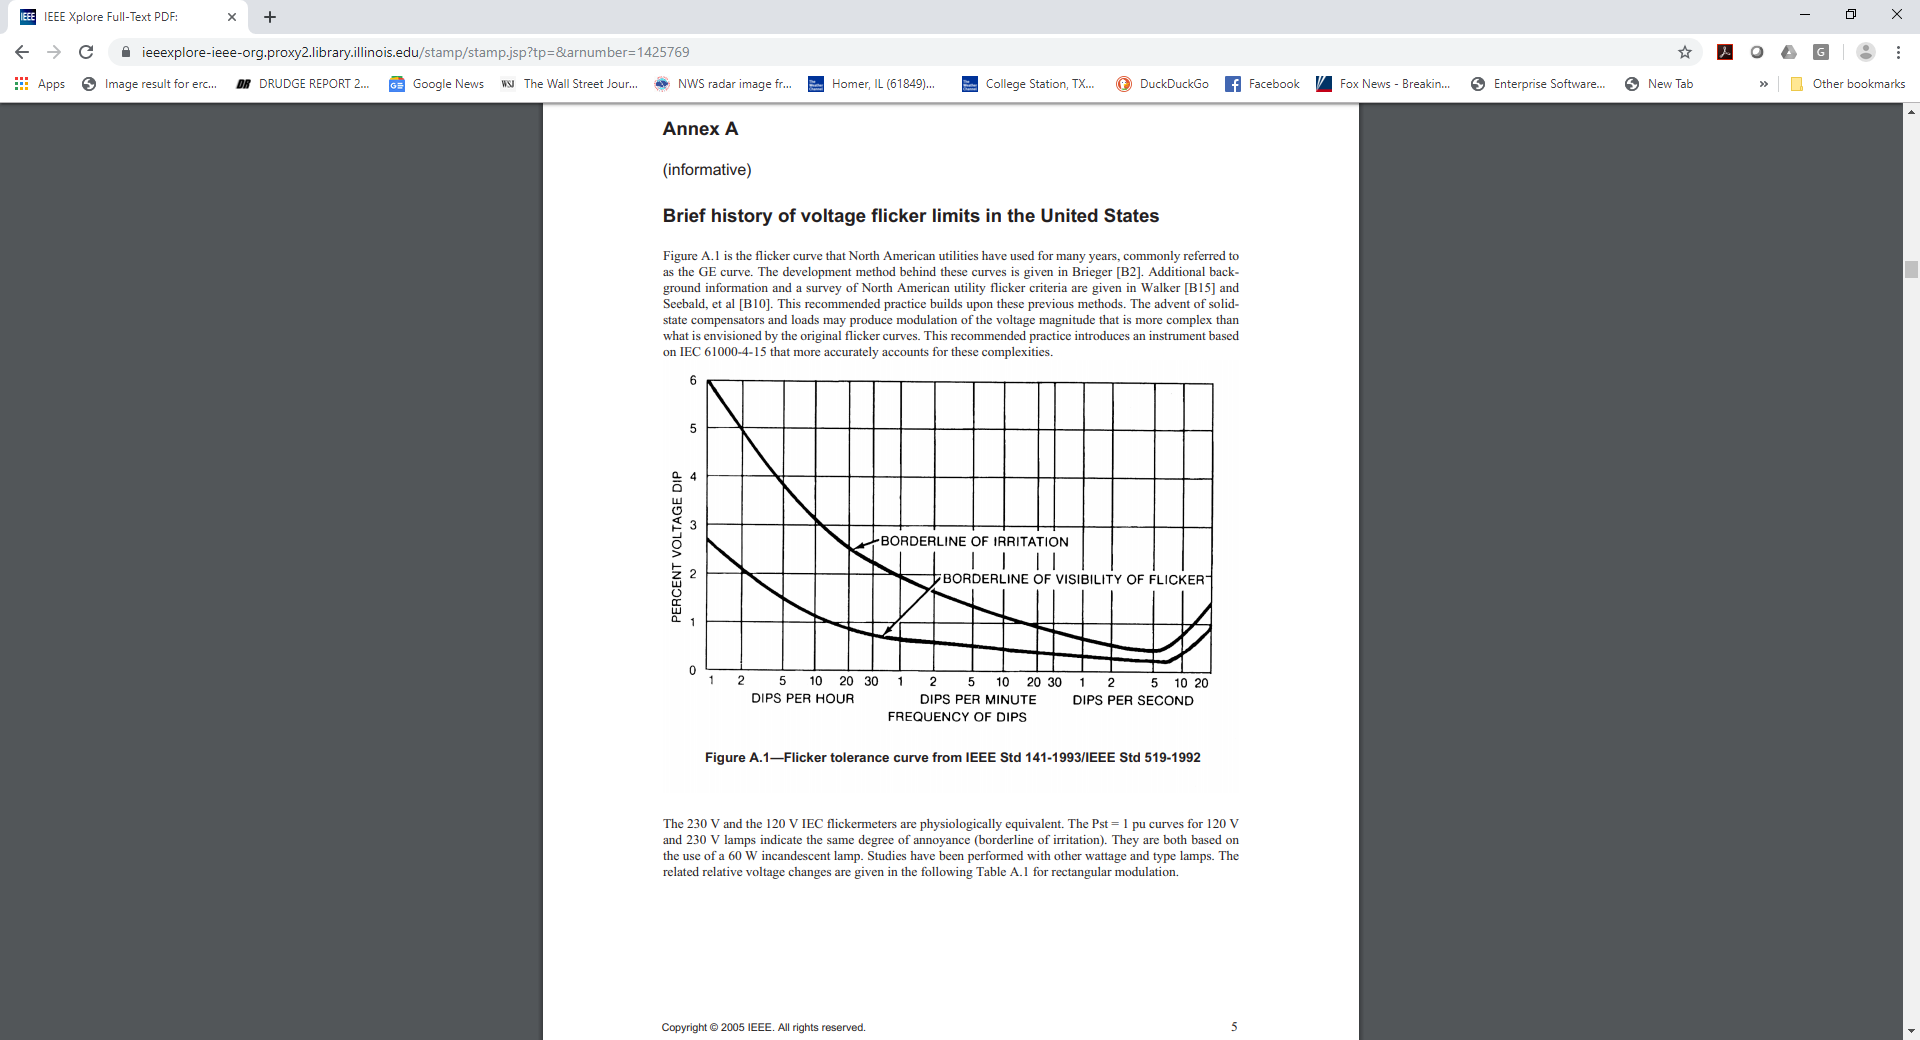 IEEE Xplore Full-Text PDF:
ieeexplore-ieee-org.proxy2.library.illinois.edu/stamp/stamp.jsp?tp=&arnumber=1425769
Apps
Image result for erc...
DR
DRUDGE REPORT 2...
Google News
WSJ
The Wall Street Jour...
NWS radar image fr...
Homer, IL (61849)...
College Station, TX...
DuckDuckGo
Facebook
Fox News - Breakin...
Enterprise Software...
New Tab
»
Other bookmarks
Annex A
(informative)
Brief history of voltage flicker limits in the United States
Figure A.1 is the flicker curve that North American utilities have used for many years, commonly referred to
as the GE curve. The development method behind these curves is given in Brieger [B2]. Additional back-
ground information and a survey of North American utility flicker criteria are given in Walker [B15] and
Seebald, et al [B10]. This recommended practice builds upon these previous methods. The advent of solid-
state compensators and loads may produce modulation of the voltage magnitude that is more complex than
what is envisioned by the original flicker curves. This recommended practice introduces an instrument based
on IEC 61000-4-15 that more accurately accounts for these complexities.
6
5
4
3
2
1
0
PERCENT VOLTAGE DIP
BORDERLINE OF IRRITATION
BORDERLINE OF VISIBILITY OF FLICKER
1 2 5 10 20 30 1 2 5 10 20 30 1 2 5 10 20
DIPS PER HOUR DIPS PER MINUTE DIPS PER SECOND
FREQUENCY OF DIPS
Figure A.1—Flicker tolerance curve from IEEE Std 141-1993/IEEE Std 519-1992
The 230 V and the 120 V IEC flickermeters are physiologically equivalent. The Pst = 1 pu curves for 120 V
and 230 V lamps indicate the same degree of annoyance (borderline of irritation). They are both based on
the use of a 60 W incandescent lamp. Studies have been performed with other wattage and type lamps. The
related relative voltage changes are given in the following Table A.1 for rectangular modulation.
Copyright © 2005 IEEE. All rights reserved. 5